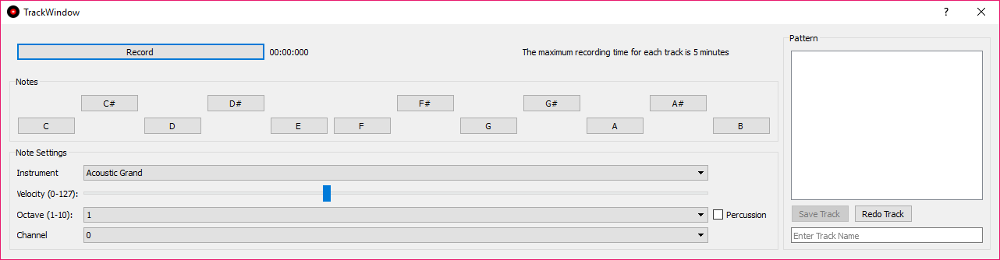 TrackWindow
?
Record 00:00:000 The maximum recording time for each track is 5 minutes
Notes
C# D# F# G# A#
C D E F G A B
Note Settings
Instrument Acoustic Grand
Velocity (0-127):
Octave (1-10): 1 Percussion
Channel 0
Pattern
Save Track Redo Track
Enter Track Name